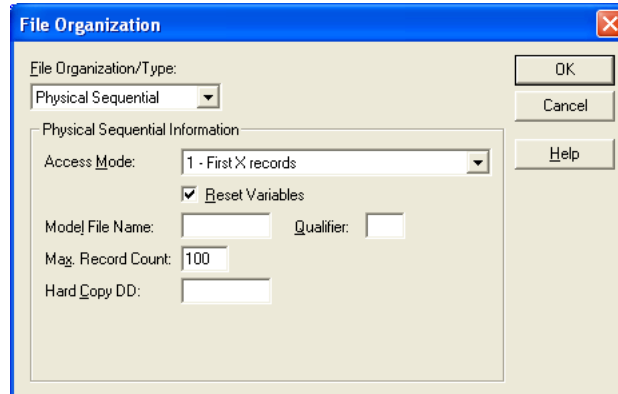 File Organization
File Organization/Type:
OK
Physical Sequential
Cancel
Physical Sequential Information
Access Mode:
1 - First X records
Help
Reset Variables
Model File Name:
Qualifier:
Max. Record Count:
100
Hard Copy DD: